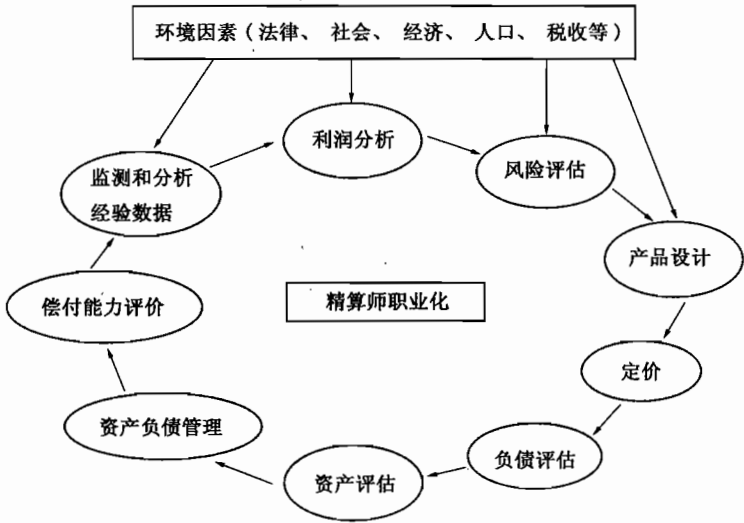 环境因素（法律、 社会、 经济、 人口、 税收等）
利润分析
监测和分析
经验数据
风险评估
产品设计
偿付能力评价
精算师职业化
定价
资产负债管理
负债评估
资产评估